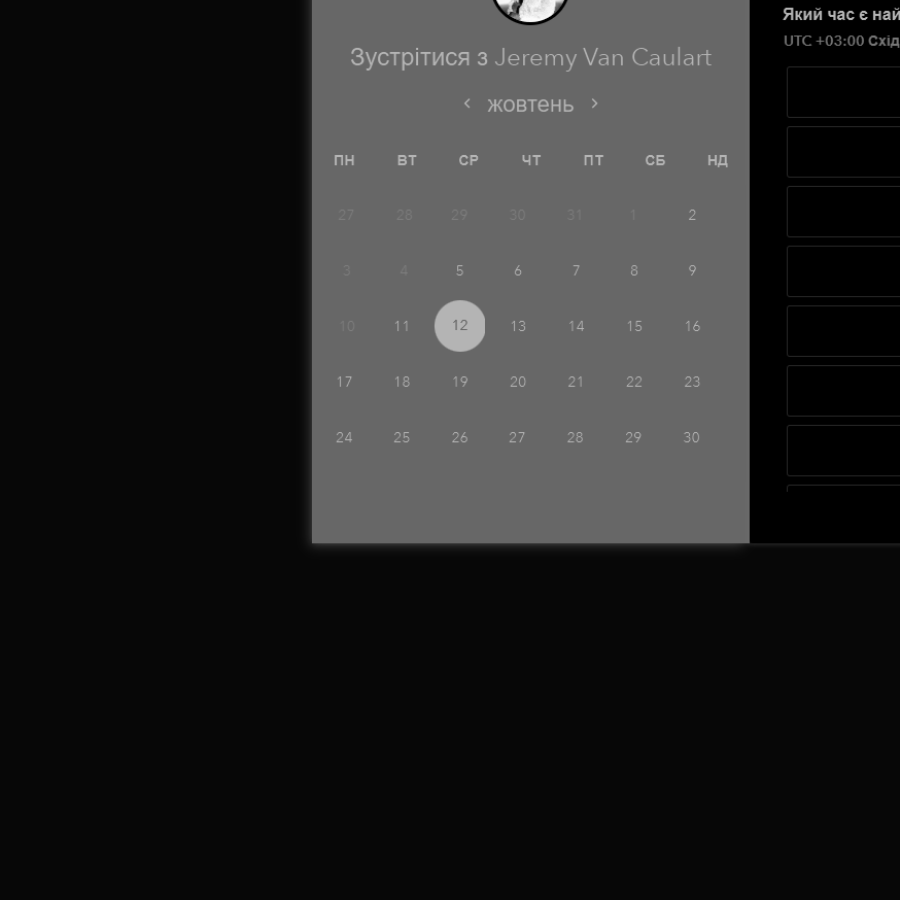 Зустрітися з Jeremy Van Caulart
‹ жовтень ›
ПН ВТ СР ЧТ ПТ СБ НД
27 28 29 30 31 1 2
3 4 5 6 7 8 9
10 11 12 13 14 15 16
17 18 19 20 21 22 23
24 25 26 27 28 29 30
Який час є най
UTC +03:00 Схід